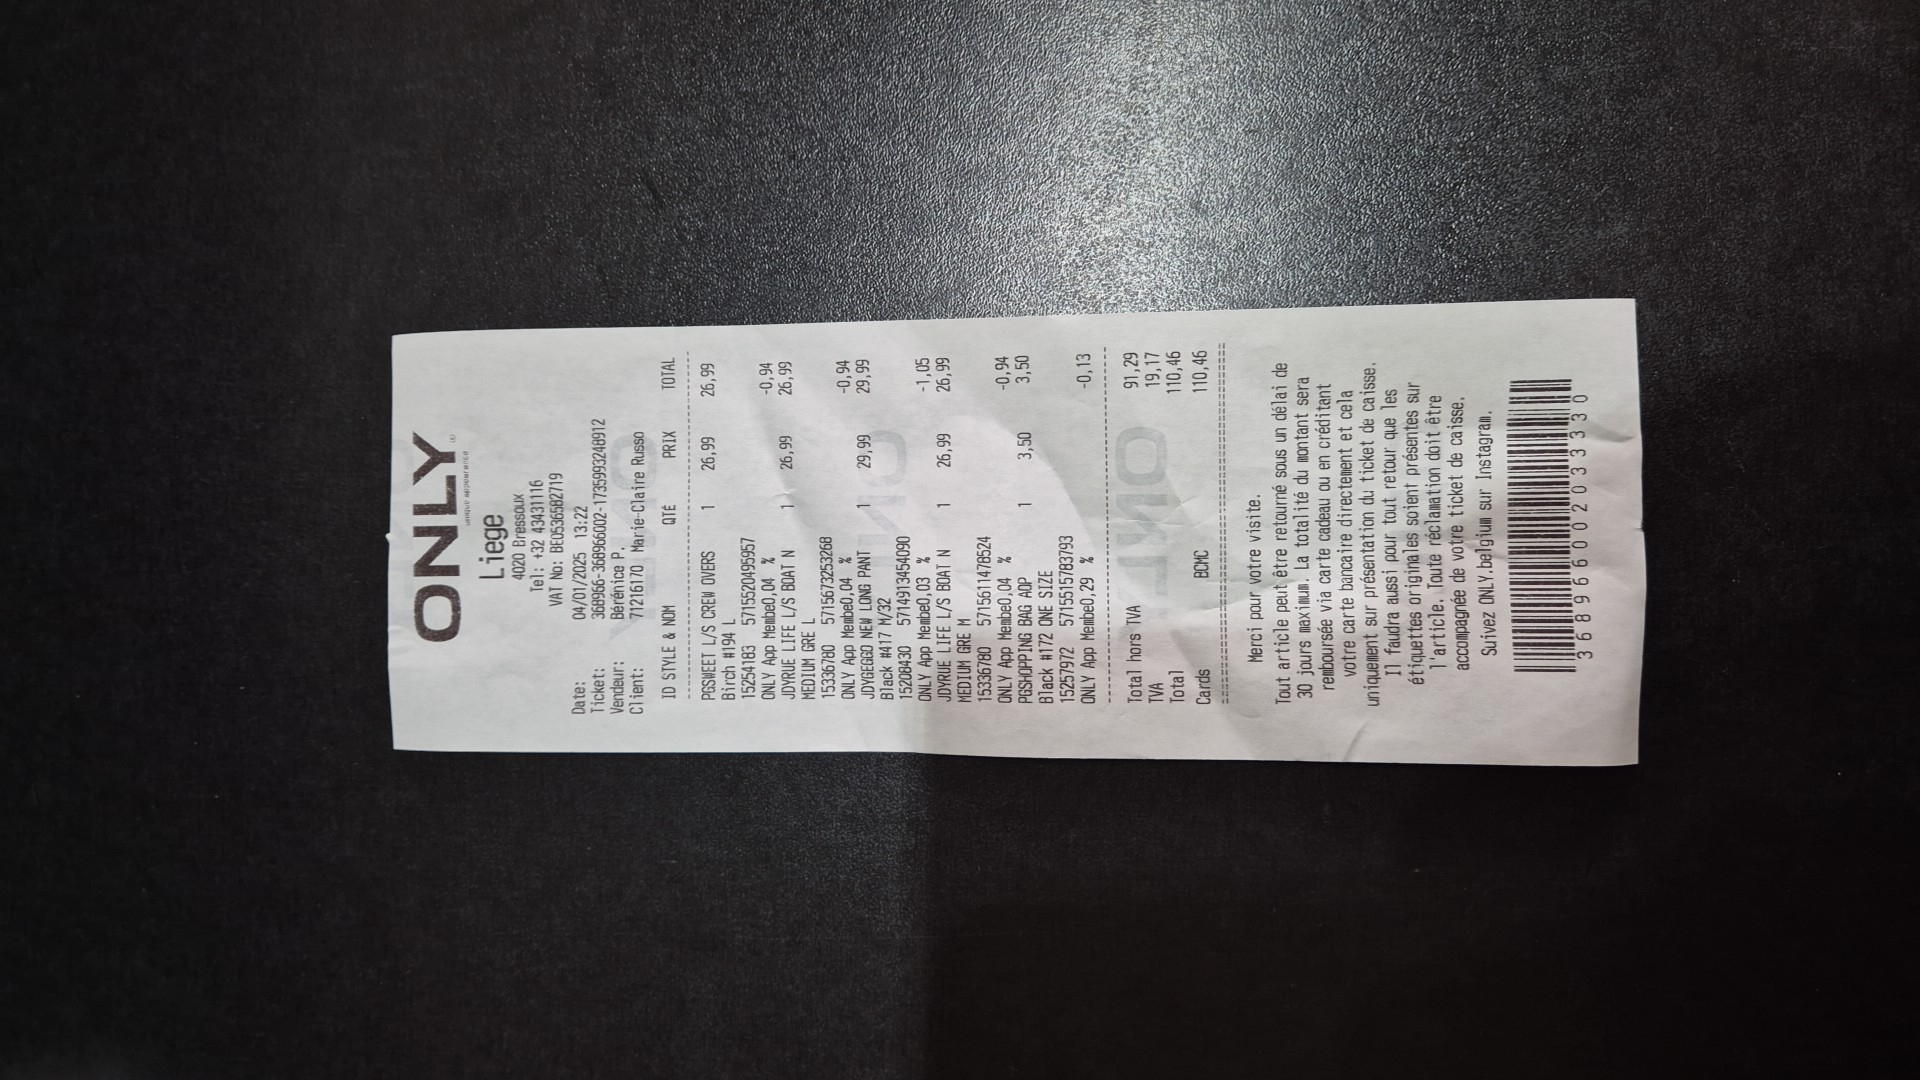 ONLY
unique appearance
Liege
4020 Bressoux
Tel: +32 43431116
VAT No: BE0536582719
Date: 04/01/2025 13:22
Ticket: 368966-368966002-1735993248912
Vendeur: Bérénice P.
Client: 71216170 Marie-Claire Russo
ID STYLE & NOM QTÉ PRIX TOTAL
PGSWEET L/S CREW OVERS 1 26,99 26,99
Birch #194 L
15254183 5715520495957
ONLY App Membe0,04 % -0,94
JDYRUE LIFE L/S BOAT N 1 26,99 26,99
MEDIUM GRE L
15336780 5715673253268
ONLY App Membe0,04 % -0,94
JDYGEGGO NEW LONG PANT 1 29,99 29,99
Black #417 M/32
15208430 5714913454090
ONLY App Membe0,03 % -1,05
JDYRUE LIFE L/S BOAT N 1 26,99 26,99
MEDIUM GRE M
15336780 5715611478524
ONLY App Membe0,04 % -0,94
PGSHOPPING BAG AOP 1 3,50 3,50
Black #172 ONE SIZE
15257972 5715515783793
ONLY App Membe0,29 % -0,13
Total hors TVA 91,29
TVA 19,17
Total 110,46
Cards BCMC 110,46
Merci pour votre visite.
Tout article peut être retourné sous un délai de
30 jours maximum. La totalité du montant sera
remboursée via carte cadeau ou en créditant
votre carte bancaire directement et cela
uniquement sur présentation du ticket de caisse.
Il faudra aussi pour tout retour que les
étiquettes originales soient présentes sur
l'article. Toute réclamation doit être
accompagnée de votre ticket de caisse.
Suivez ONLY.belgium sur Instagram.
3689660020333330